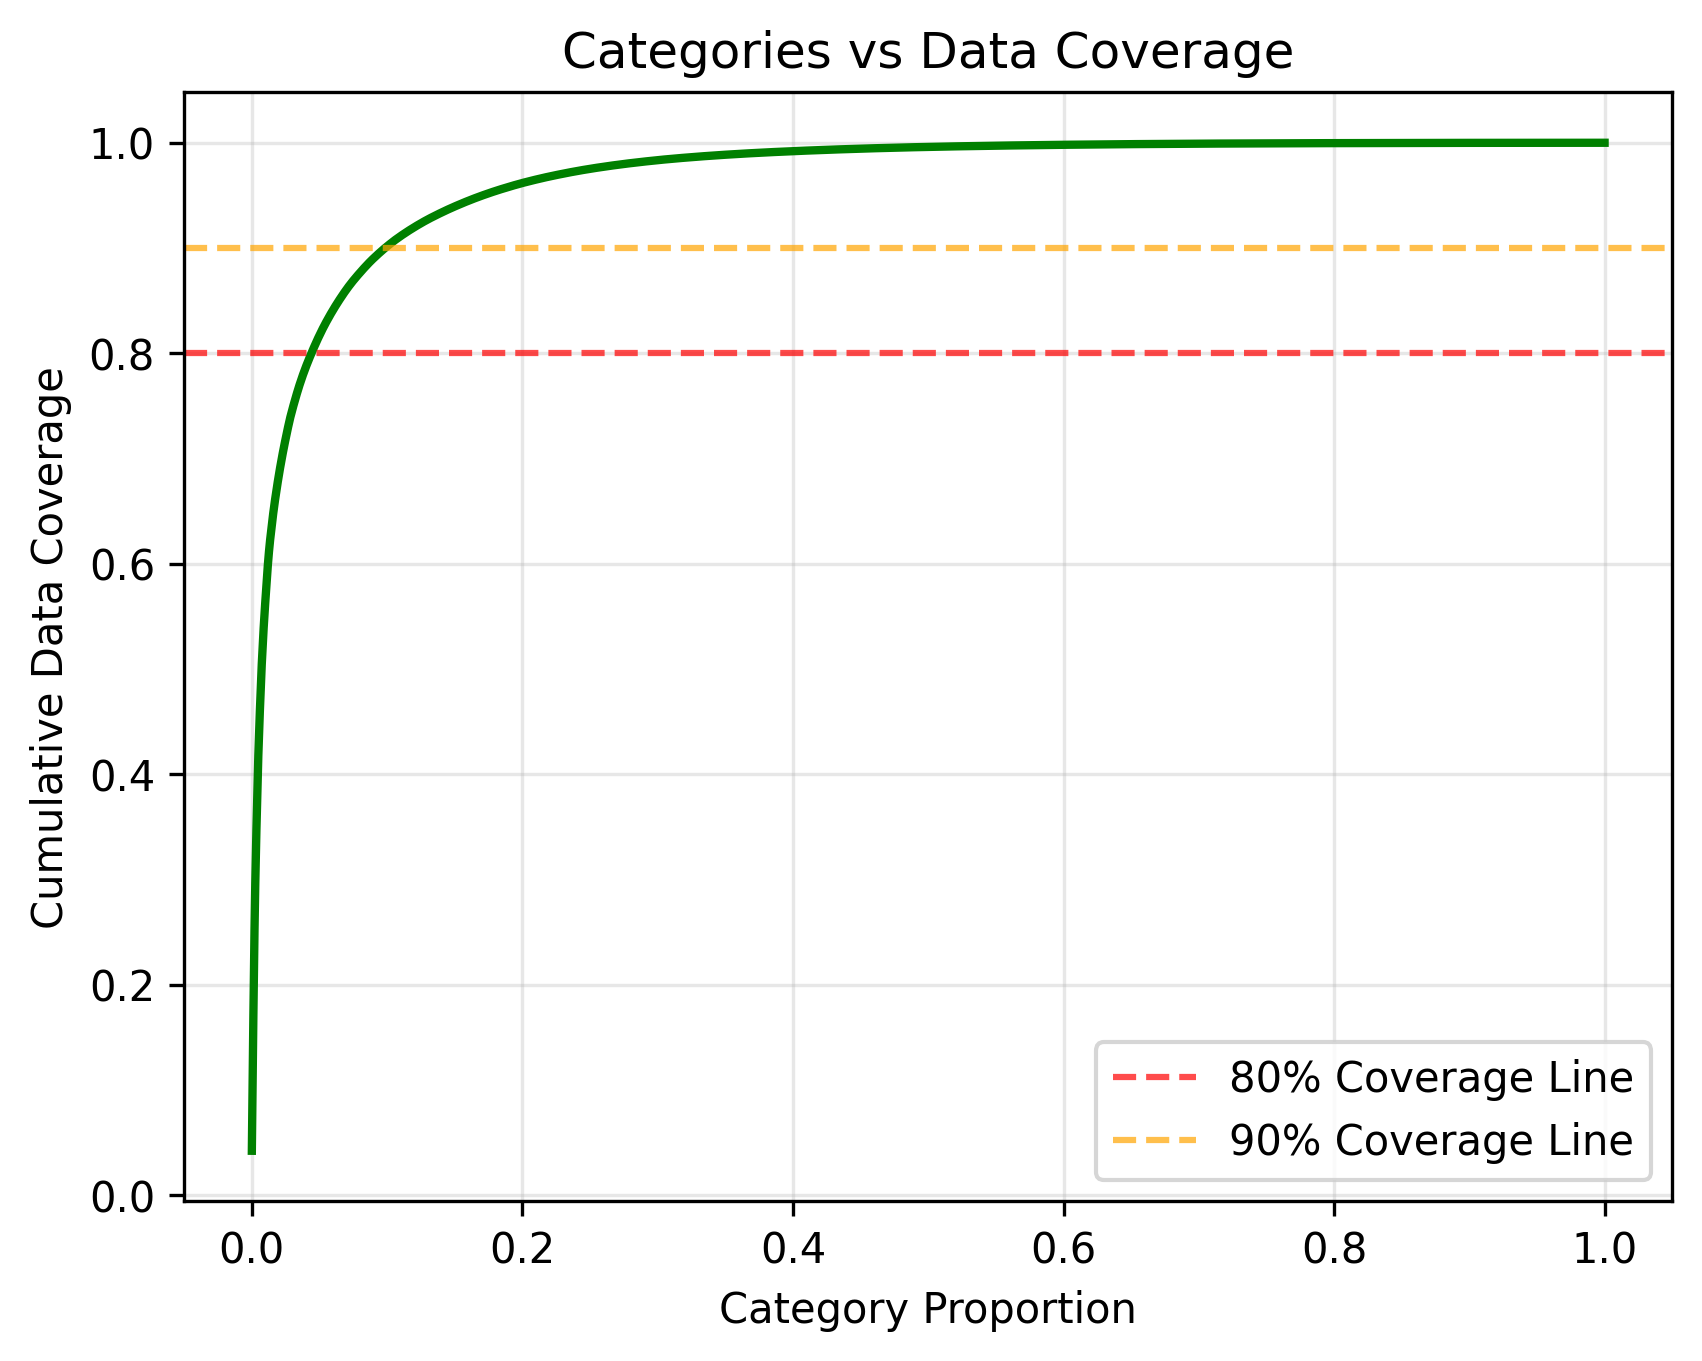 Categories vs Data Coverage
Cumulative Data Coverage
1.0
0.8
0.6
0.4
0.2
0.0
80% Coverage Line
90% Coverage Line
0.0 0.2 0.4 0.6 0.8 1.0
Category Proportion